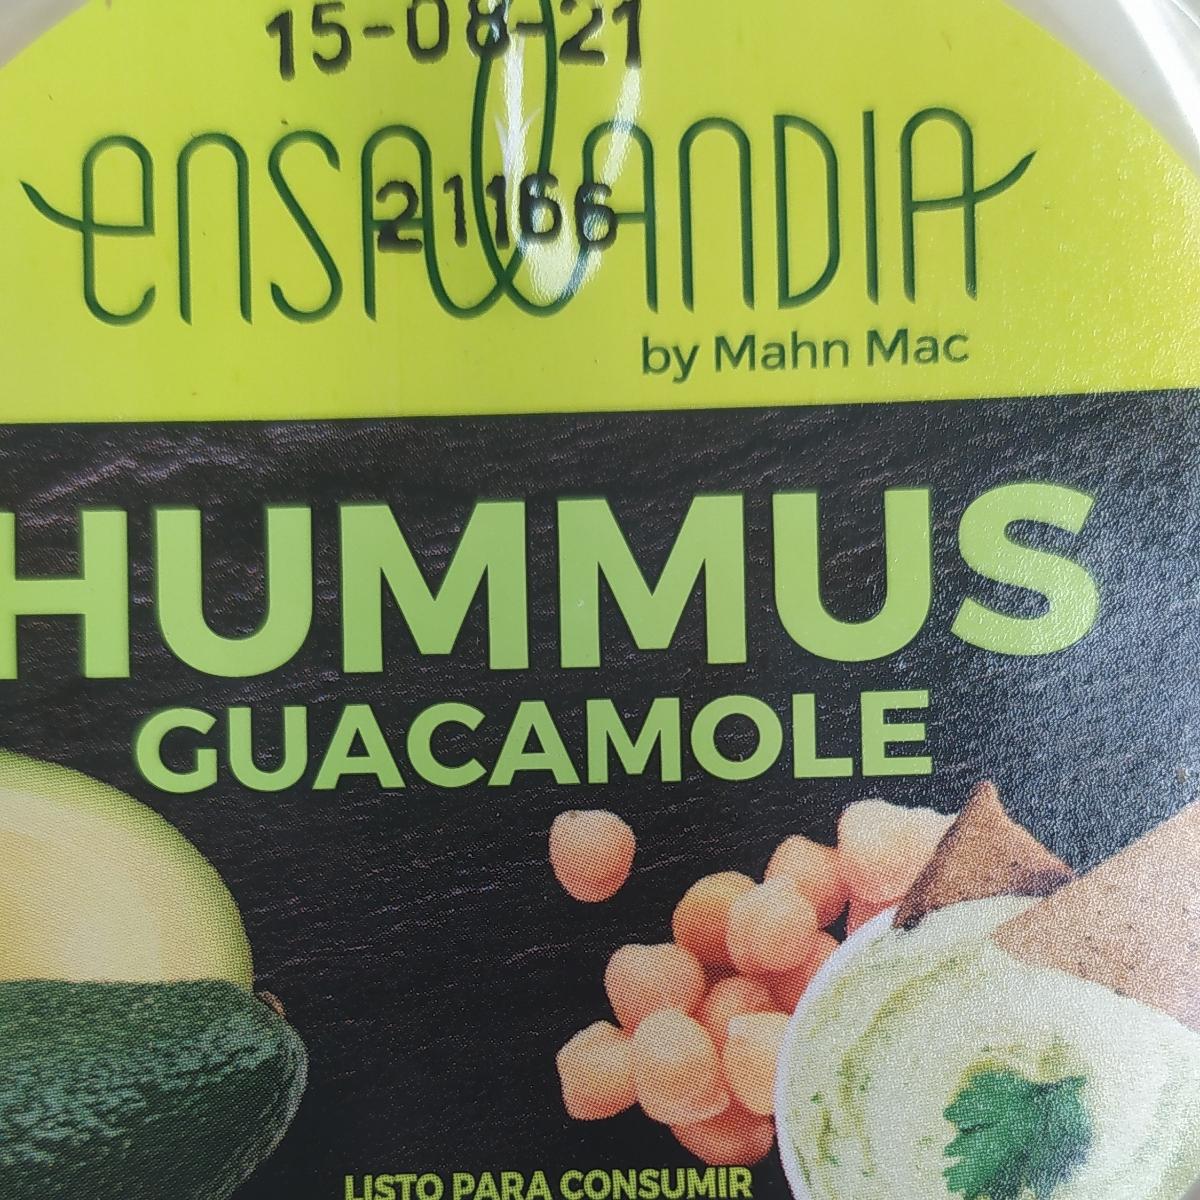 15-08-21
ensaLandia
21166
by Mahn Mac
HUMMUS
GUACAMOLE
LISTO PARA CONSUMIR